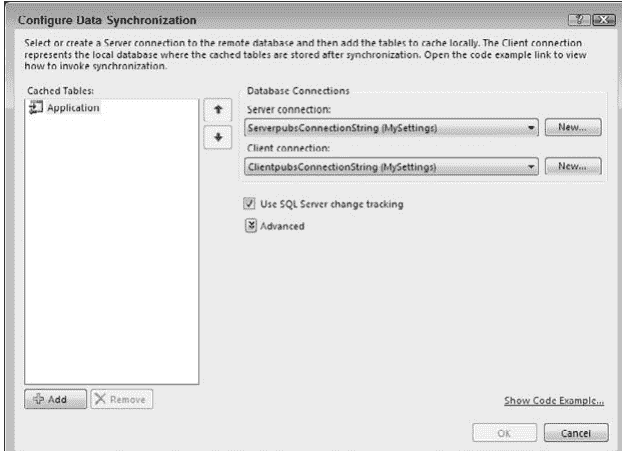 Configure Data Synchronization
Select or create a Server connection to the remote database and then add the tables to cache locally. The Client connection
represents the local database where the cached tables are stored after synchronization. Open the code example link to view
how to invoke synchronization.
Cached Tables:
Application
Add
Remove
Database Connections
Server connection:
ServerpubsConnectionString (MySettings)
New...
Client connection:
ClientpubsConnectionString (MySettings)
New...
Use SQL Server change tracking
Advanced
Show Code Example...
OK
Cancel